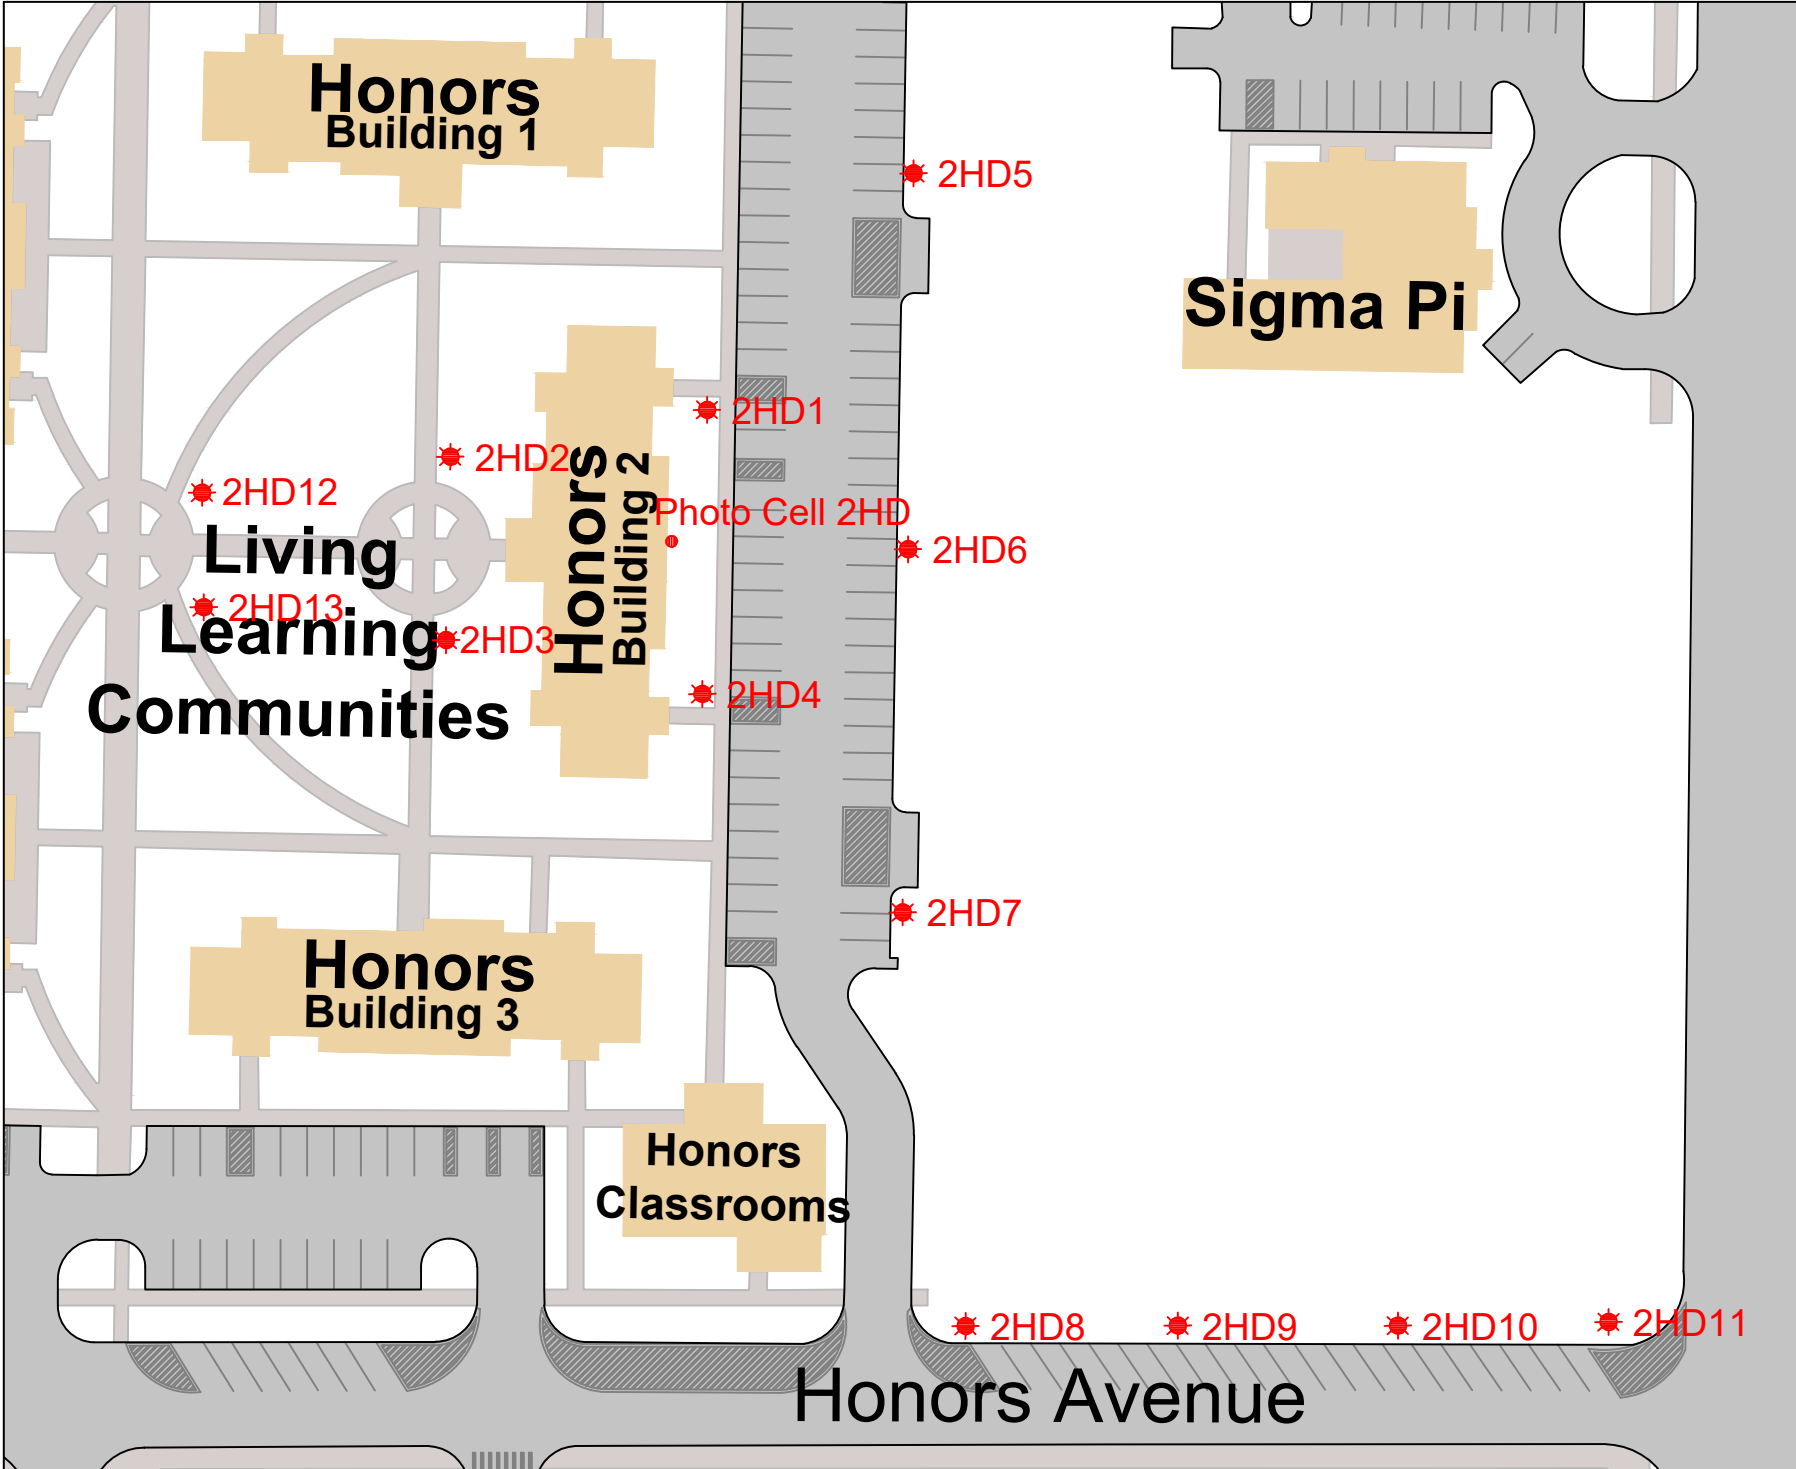 Honors
Building 1
2HD5
Sigma Pi
2HD1
2HD2
Honors
Building 2
2HD12
Photo Cell 2HD
Living
2HD6
2HD13
Learning
2HD3
2HD4
Communities
2HD7
Honors
Building 3
Honors
Classrooms
2HD8
2HD9
2HD10
2HD11
Honors Avenue